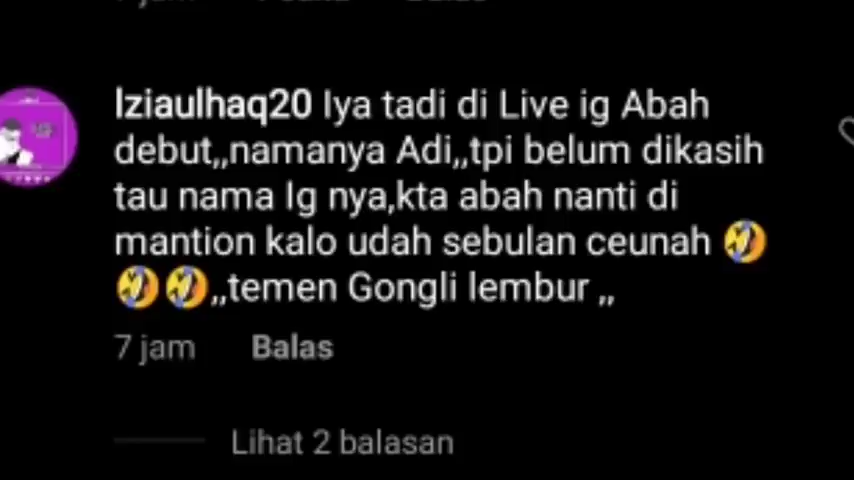 lziaulhaq20 Iya tadi di Live ig Abah
debut,,namanya Adi,,tpi belum dikasih
tau nama Ig nya,kta abah nanti di
mantion kalo udah sebulan ceunah 🤣
🤣🤣,,temen Gongli lembur ,,
7 jam Balas
Lihat 2 balasan